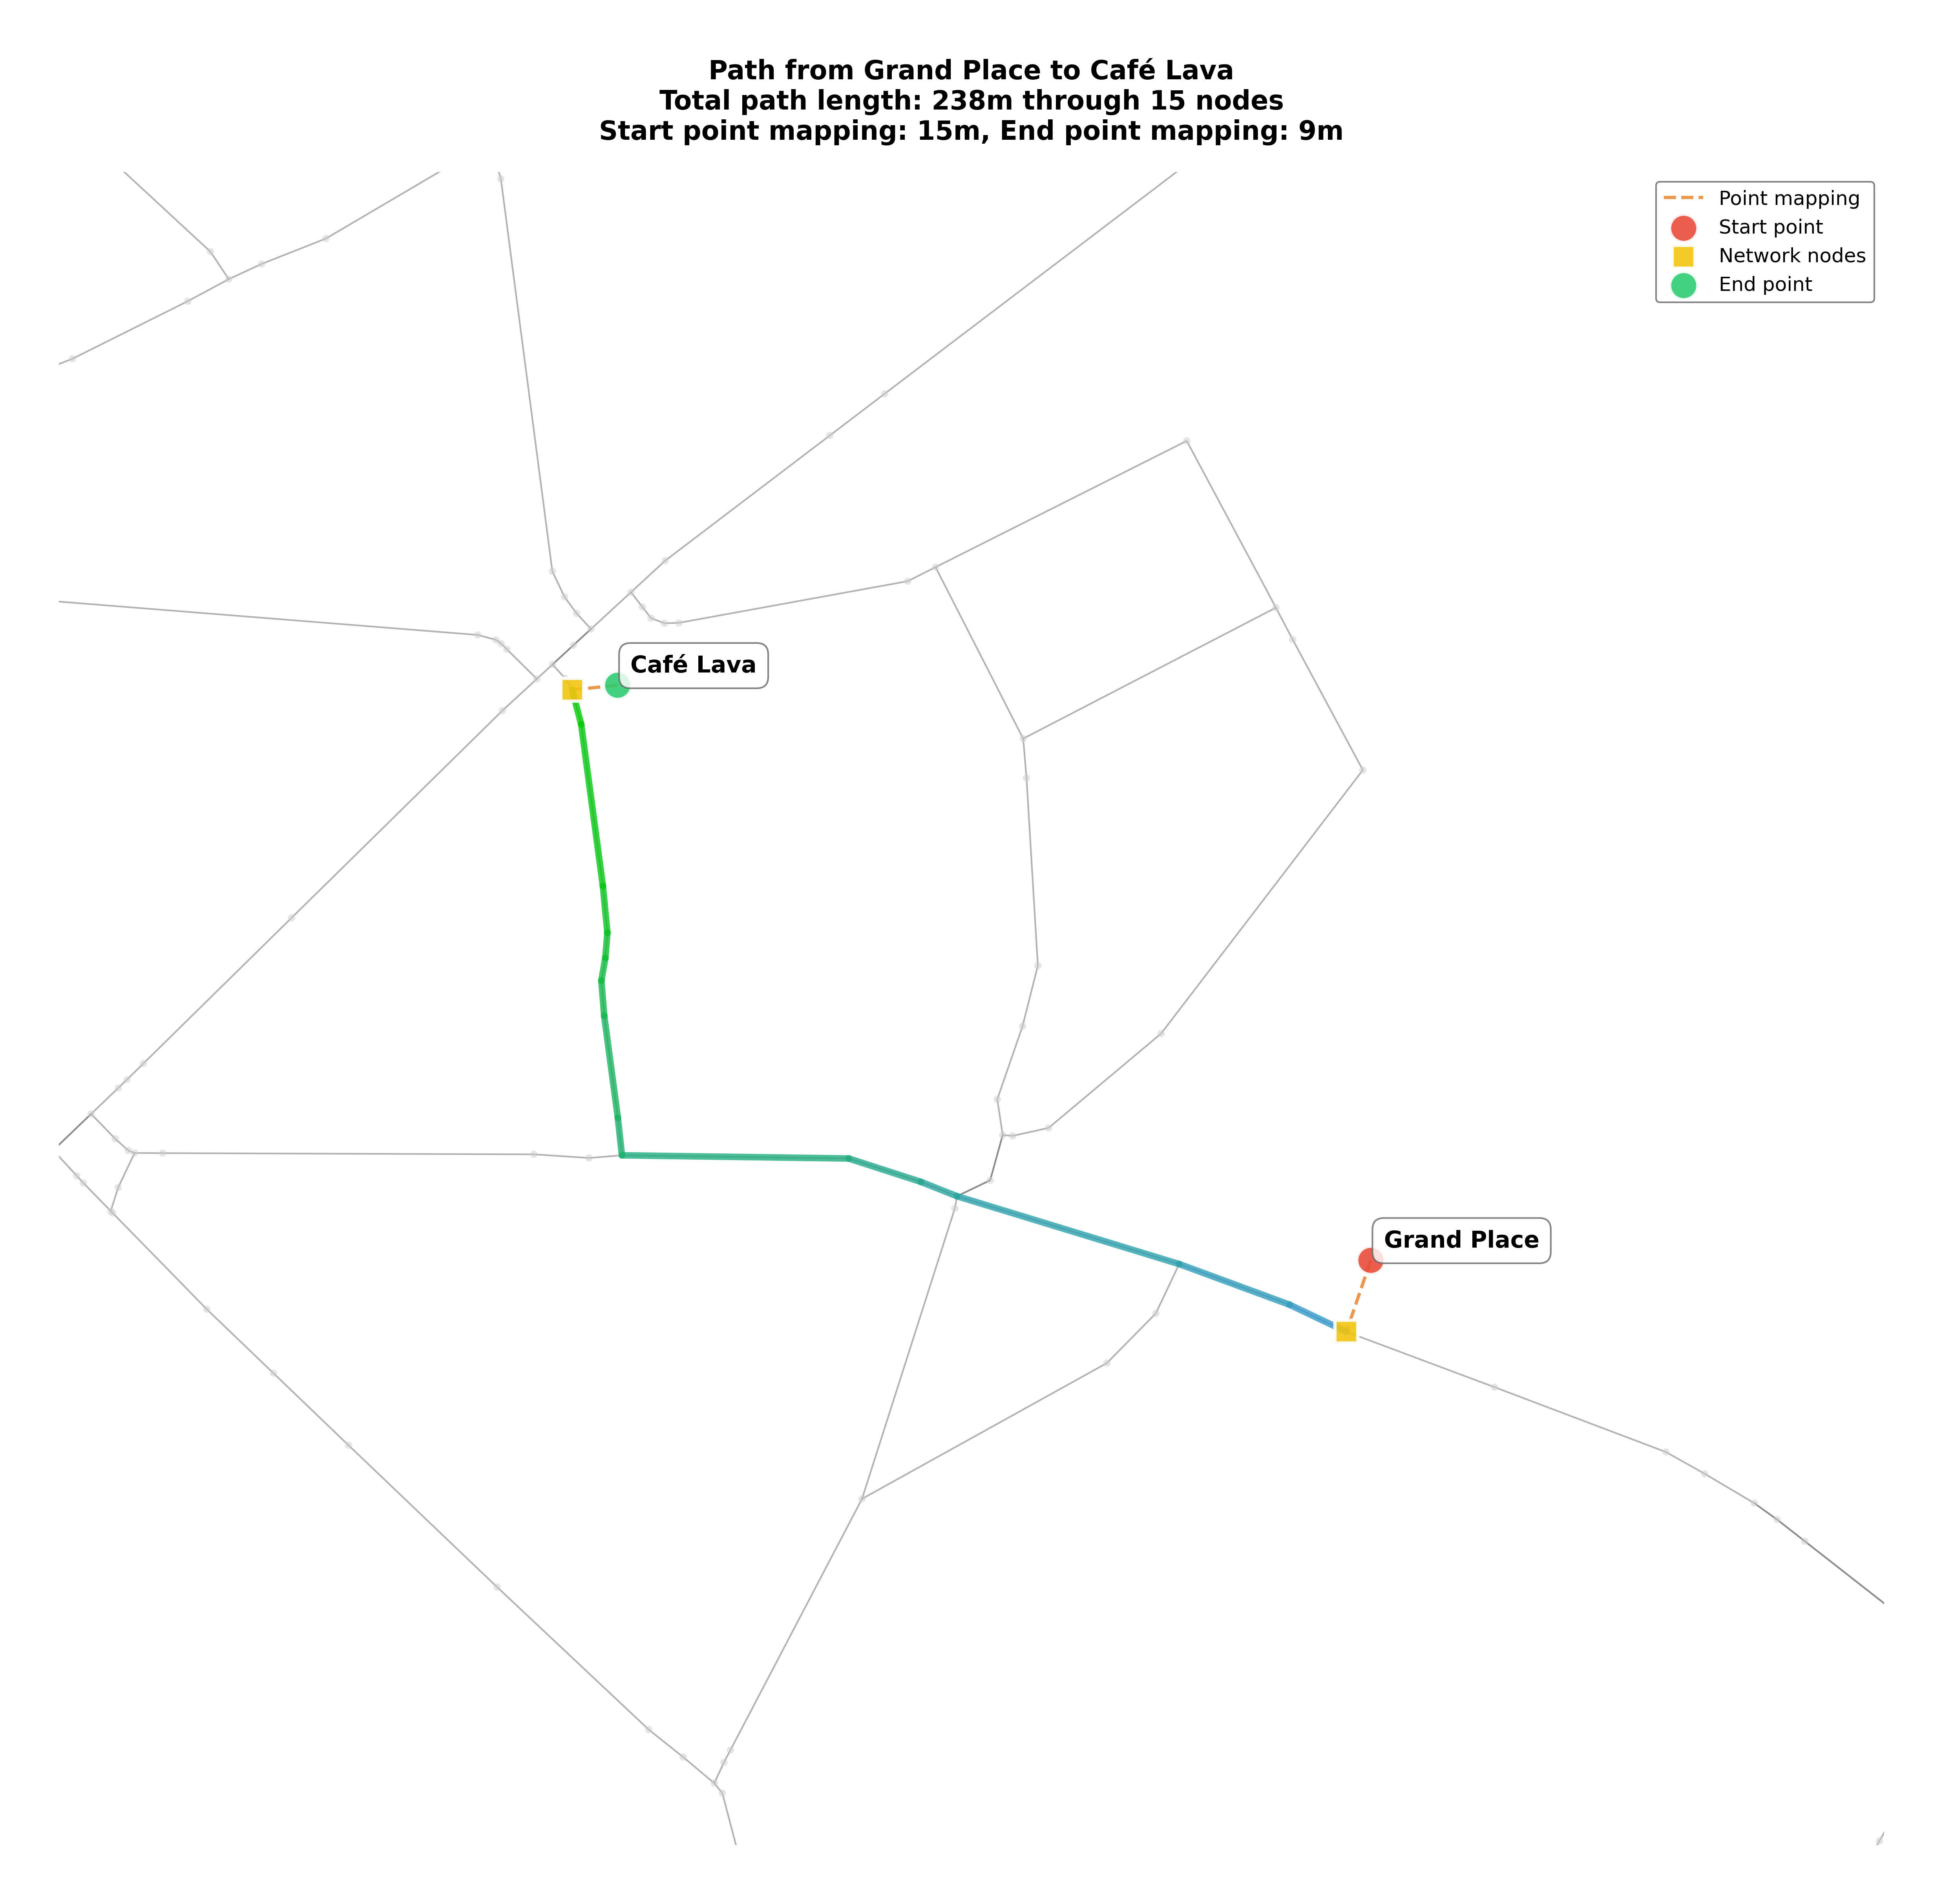 Path from Grand Place to Café Lava
Total path length: 238m through 15 nodes
Start point mapping: 15m, End point mapping: 9m
Point mapping
Start point
Network nodes
End point
Café Lava
Grand Place